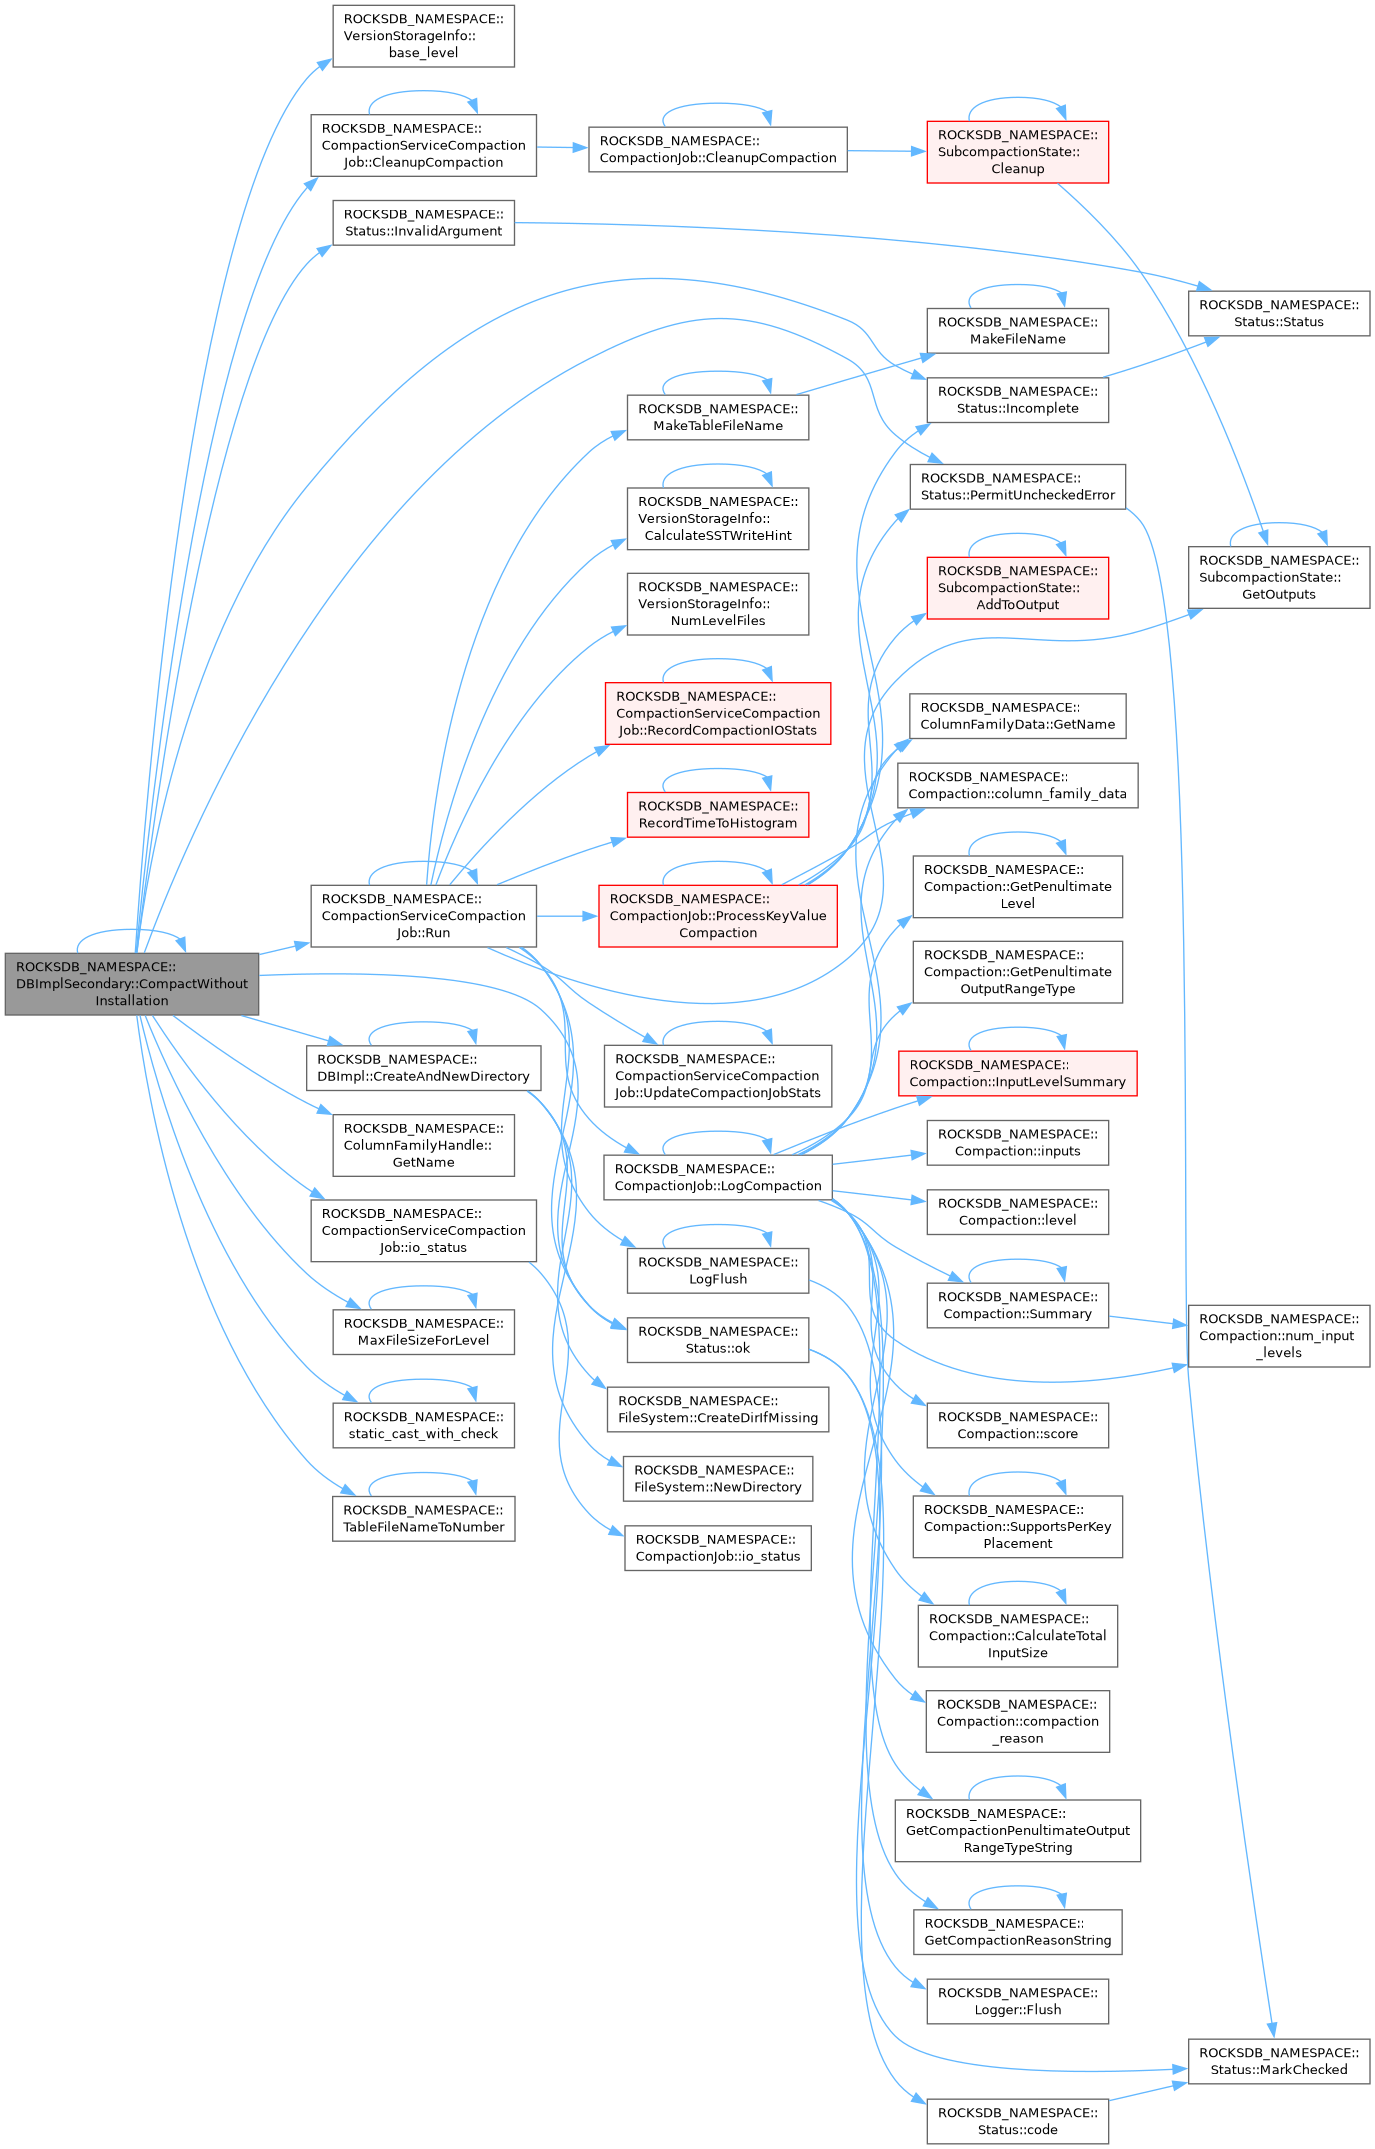 ROCKSDB_NAMESPACE::
VersionStorageInfo::
base_level
ROCKSDB_NAMESPACE::
CompactionServiceCompaction
Job::CleanupCompaction
ROCKSDB_NAMESPACE::
CompactionJob::CleanupCompaction
ROCKSDB_NAMESPACE::
SubcompactionState::
Cleanup
ROCKSDB_NAMESPACE::
Status::InvalidArgument
ROCKSDB_NAMESPACE::
Status::Status
ROCKSDB_NAMESPACE::
MakeFileName
ROCKSDB_NAMESPACE::
Status::Incomplete
ROCKSDB_NAMESPACE::
MakeTableFileName
ROCKSDB_NAMESPACE::
Status::PermitUncheckedError
ROCKSDB_NAMESPACE::
VersionStorageInfo::
CalculateSSTWriteHint
ROCKSDB_NAMESPACE::
SubcompactionState::
GetOutputs
ROCKSDB_NAMESPACE::
SubcompactionState::
AddToOutput
ROCKSDB_NAMESPACE::
VersionStorageInfo::
NumLevelFiles
ROCKSDB_NAMESPACE::
CompactionServiceCompaction
Job::RecordCompactionIOStats
ROCKSDB_NAMESPACE::
ColumnFamilyData::GetName
ROCKSDB_NAMESPACE::
Compaction::column_family_data
ROCKSDB_NAMESPACE::
RecordTimeToHistogram
ROCKSDB_NAMESPACE::
Compaction::GetPenultimate
Level
ROCKSDB_NAMESPACE::
CompactionServiceCompaction
Job::Run
ROCKSDB_NAMESPACE::
CompactionJob::ProcessKeyValue
Compaction
ROCKSDB_NAMESPACE::
Compaction::GetPenultimate
OutputRangeType
ROCKSDB_NAMESPACE::
DBImplSecondary::CompactWithout
Installation
ROCKSDB_NAMESPACE::
DBImpl::CreateAndNewDirectory
ROCKSDB_NAMESPACE::
CompactionServiceCompaction
Job::UpdateCompactionJobStats
ROCKSDB_NAMESPACE::
Compaction::InputLevelSummary
ROCKSDB_NAMESPACE::
ColumnFamilyHandle::
GetName
ROCKSDB_NAMESPACE::
Compaction::inputs
ROCKSDB_NAMESPACE::
CompactionJob::LogCompaction
ROCKSDB_NAMESPACE::
Compaction::level
ROCKSDB_NAMESPACE::
CompactionServiceCompaction
Job::io_status
ROCKSDB_NAMESPACE::
LogFlush
ROCKSDB_NAMESPACE::
Compaction::Summary
ROCKSDB_NAMESPACE::
MaxFileSizeForLevel
ROCKSDB_NAMESPACE::
Status::ok
ROCKSDB_NAMESPACE::
Compaction::num_input
_levels
ROCKSDB_NAMESPACE::
static_cast_with_check
ROCKSDB_NAMESPACE::
FileSystem::CreateDirIfMissing
ROCKSDB_NAMESPACE::
Compaction::score
ROCKSDB_NAMESPACE::
FileSystem::NewDirectory
ROCKSDB_NAMESPACE::
TableFileNameToNumber
ROCKSDB_NAMESPACE::
Compaction::SupportsPerKey
Placement
ROCKSDB_NAMESPACE::
CompactionJob::io_status
ROCKSDB_NAMESPACE::
Compaction::CalculateTotal
InputSize
ROCKSDB_NAMESPACE::
Compaction::compaction
_reason
ROCKSDB_NAMESPACE::
GetCompactionPenultimateOutput
RangeTypeString
ROCKSDB_NAMESPACE::
GetCompactionReasonString
ROCKSDB_NAMESPACE::
Logger::Flush
ROCKSDB_NAMESPACE::
Status::MarkChecked
ROCKSDB_NAMESPACE::
Status::code